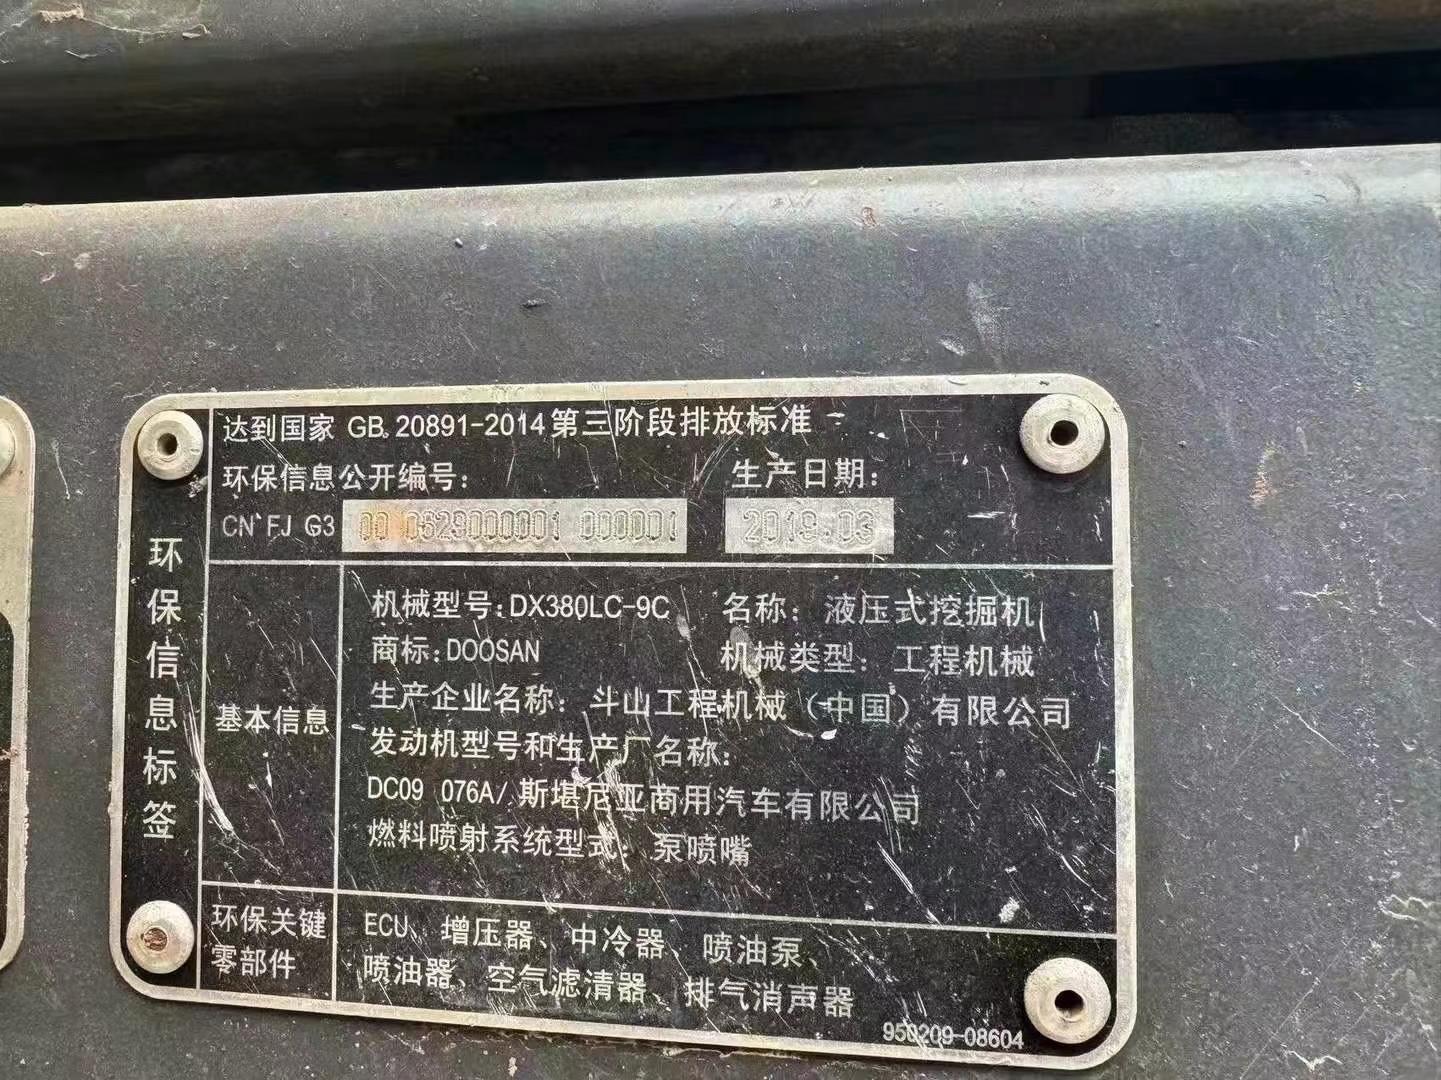 达到国家 GB 20891-2014 第三阶段排放标准
环保信息公开编号: 生产日期:
CN FJ G3 00 0629000001 000001 2019.03
环保信息标签
基本信息
机械型号:DX380LC-9C 名称: 液压式挖掘机
商标:DOOSAN 机械类型: 工程机械
生产企业名称: 斗山工程机械（中国）有限公司
发动机型号和生产厂名称:
DC09 076A/斯堪尼亚商用汽车有限公司
燃料喷射系统型式: 泵喷嘴
环保关键
零部件
ECU、增压器、中冷器、喷油泵、
喷油器、空气滤清器、排气消声器
950209-08604